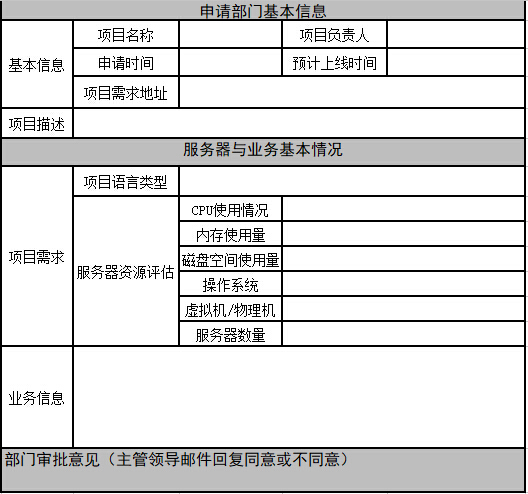 申请部门基本信息
项目名称 项目负责人
基本信息 申请时间 预计上线时间
项目需求地址
项目描述
服务器与业务基本情况
项目语言类型
CPU使用情况
内存使用量
项目需求 磁盘空间使用量
服务器资源评估
操作系统
虚拟机/物理机
服务器数量
业务信息
部门审批意见（主管领导邮件回复同意或不同意）